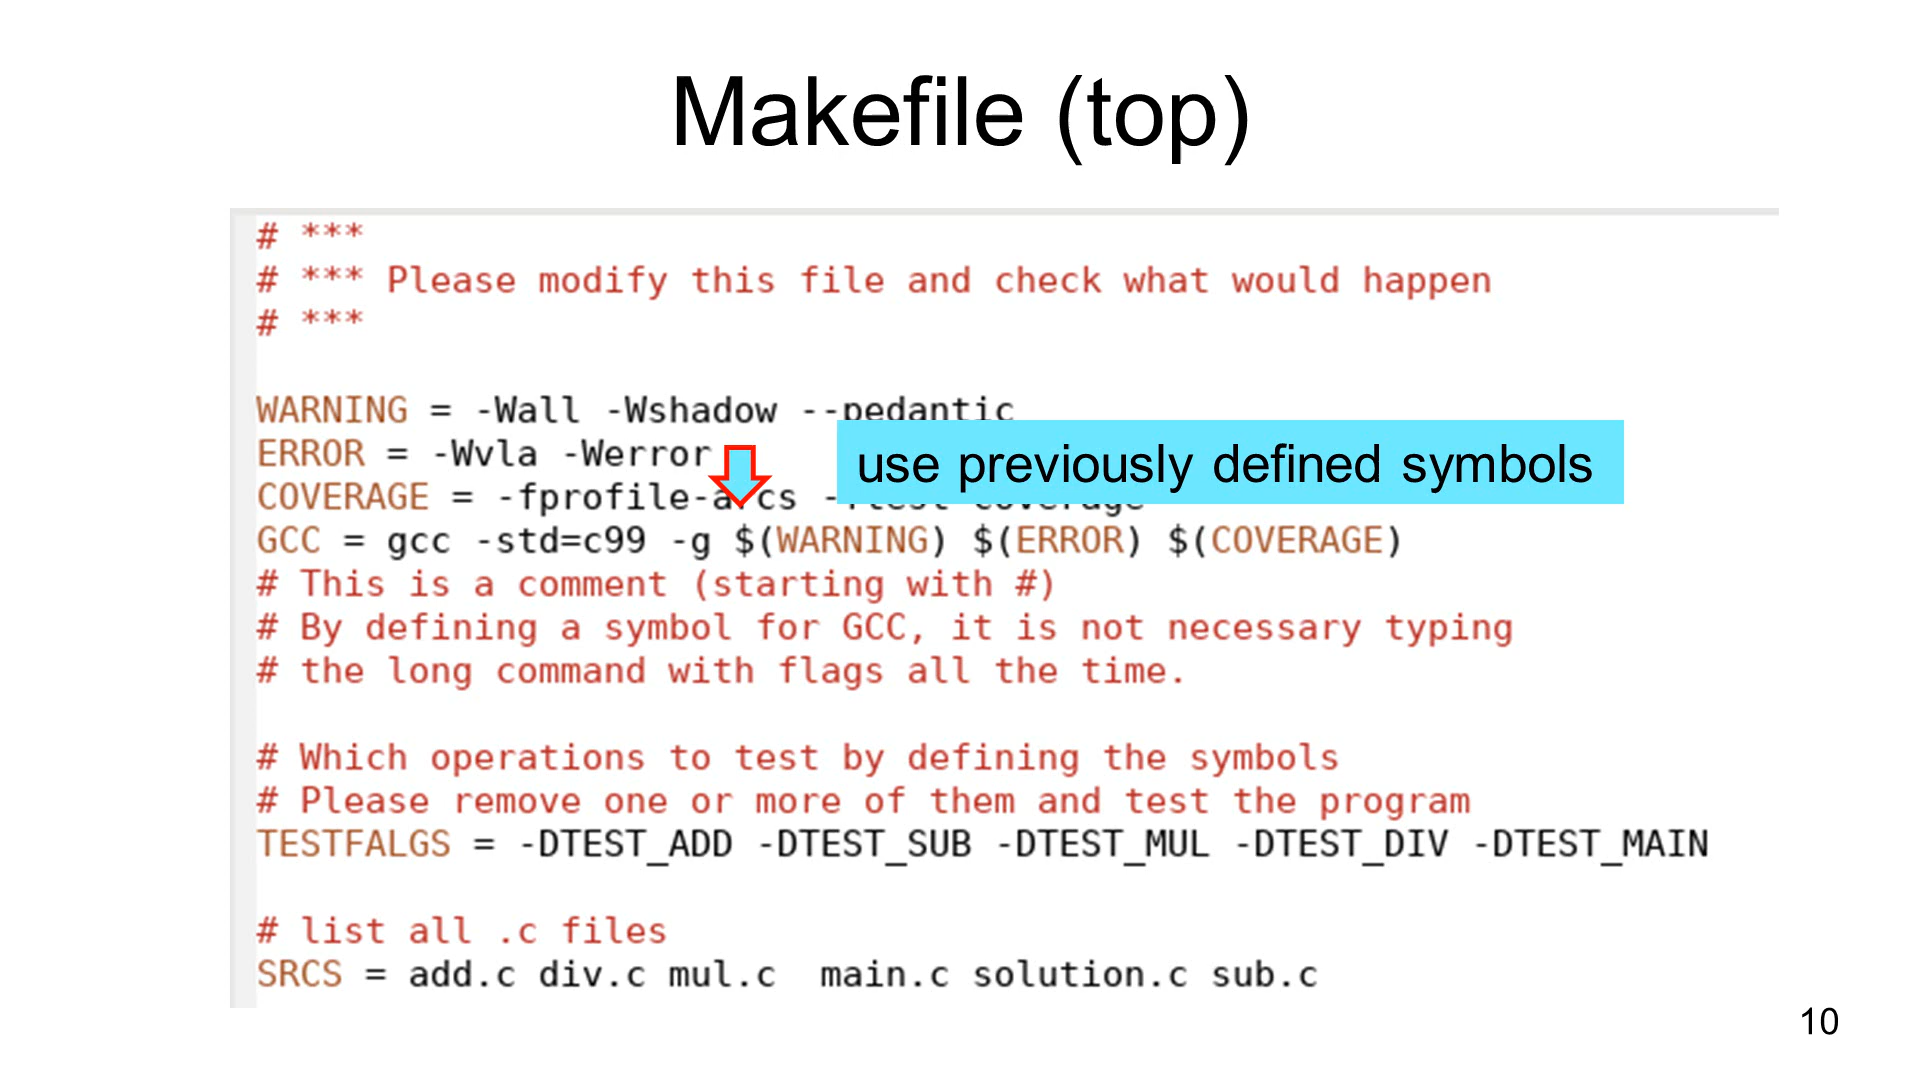 Makefile (top)
# ***
# *** Please modify this file and check what would happen
# ***
WARNING = -Wall -Wshadow --pedantic
ERROR = -Wvla -Werror
use previously defined symbols
COVERAGE = -fprofile-arcs -ftest-coverage
GCC = gcc -std=c99 -g $(WARNING) $(ERROR) $(COVERAGE)
# This is a comment (starting with #)
# By defining a symbol for GCC, it is not necessary typing
# the long command with flags all the time.
# Which operations to test by defining the symbols
# Please remove one or more of them and test the program
TESTFALGS = -DTEST_ADD -DTEST_SUB -DTEST_MUL -DTEST_DIV -DTEST_MAIN
# list all .c files
SRCS = add.c div.c mul.c  main.c solution.c sub.c
10